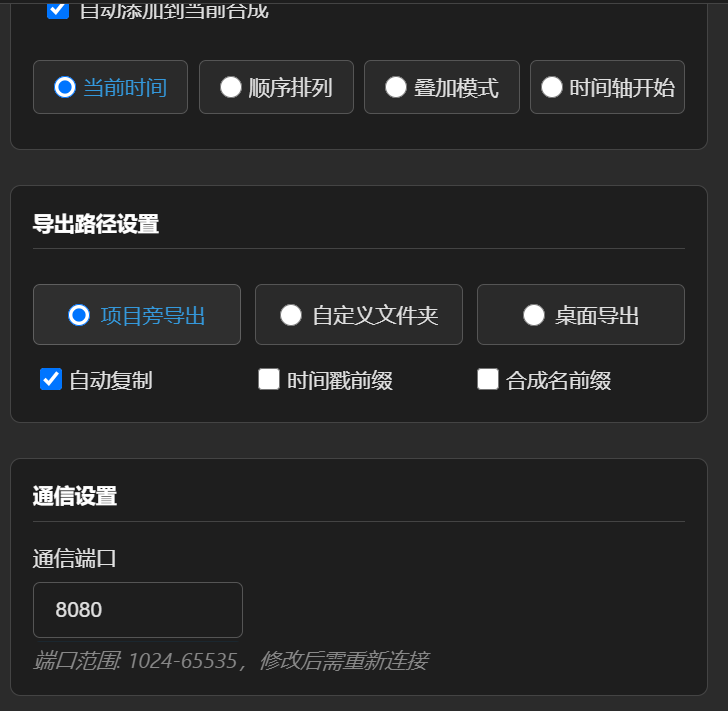 自动添加到当前合成
当前时间 顺序排列 叠加模式 时间轴开始
导出路径设置
项目旁导出 自定义文件夹 桌面导出
自动复制 时间戳前缀 合成名前缀
通信设置
通信端口
8080
端口范围: 1024-65535，修改后需重新连接